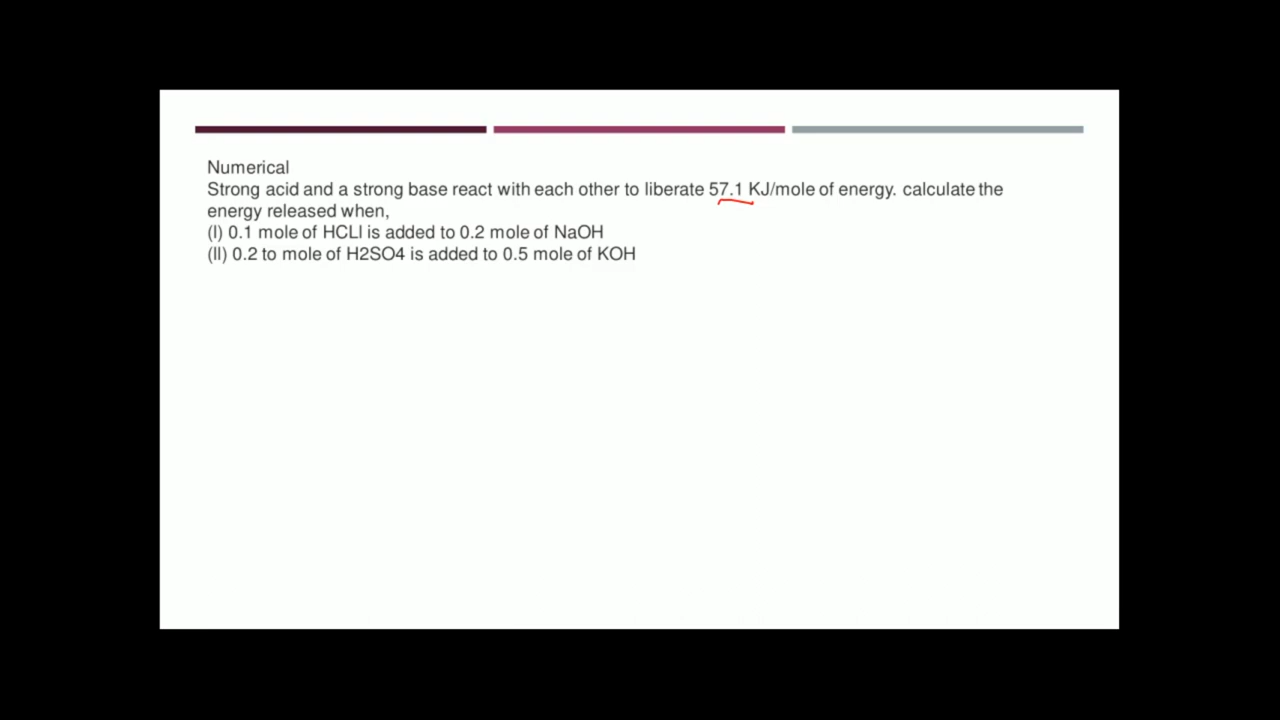 Numerical
Strong acid and a strong base react with each other to liberate 57.1 KJ/mole of energy. calculate the
energy released when,
(I) 0.1 mole of HCLl is added to 0.2 mole of NaOH
(II) 0.2 to mole of H2SO4 is added to 0.5 mole of KOH